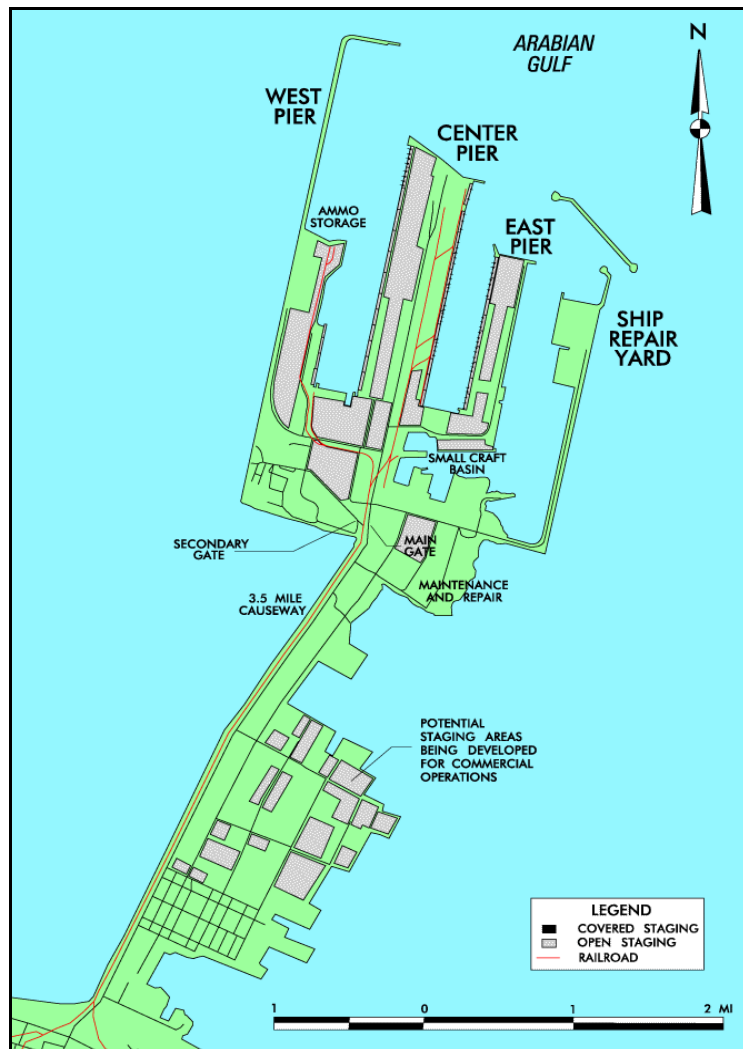 N
ARABIAN
GULF
WEST
PIER
CENTER
PIER
AMMO
STORAGE
EAST
PIER
SHIP
REPAIR
YARD
SMALL CRAFT
BASIN
SECONDARY
GATE
MAIN
GATE
MAINTENANCE
AND REPAIR
3.5 MILE
CAUSEWAY
POTENTIAL
STAGING AREAS
BEING DEVELOPED
FOR COMMERCIAL
OPERATIONS
LEGEND
COVERED STAGING
OPEN STAGING
RAILROAD
1 0 1 2 MI